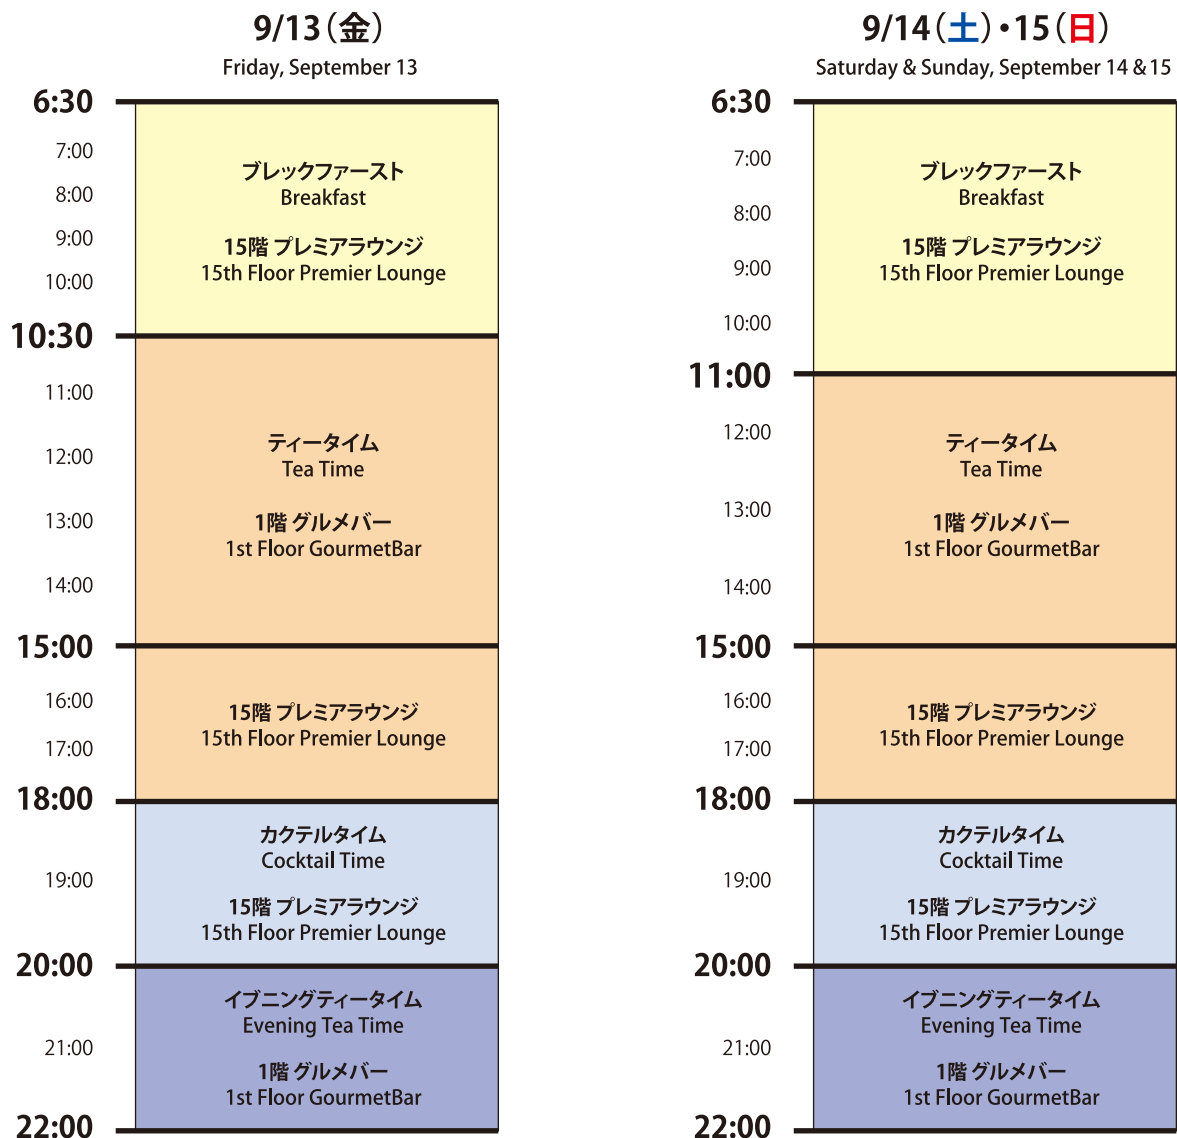 9/13（金）
Friday, September 13
6:30
7:00
8:00
9:00
10:00
10:30
11:00
12:00
13:00
14:00
15:00
16:00
17:00
18:00
19:00
20:00
21:00
22:00
ブレックファースト
Breakfast
15階 プレミアラウンジ
15th Floor Premier Lounge
ティータイム
Tea Time
1階 グルメバー
1st Floor GourmetBar
15階 プレミアラウンジ
15th Floor Premier Lounge
カクテルタイム
Cocktail Time
15階 プレミアラウンジ
15th Floor Premier Lounge
イブニングティータイム
Evening Tea Time
1階 グルメバー
1st Floor GourmetBar
9/14（土）・15（日）
Saturday & Sunday, September 14 & 15
6:30
7:00
8:00
9:00
10:00
11:00
12:00
13:00
14:00
15:00
16:00
17:00
18:00
19:00
20:00
21:00
22:00
ブレックファースト
Breakfast
15階 プレミアラウンジ
15th Floor Premier Lounge
ティータイム
Tea Time
1階 グルメバー
1st Floor GourmetBar
15階 プレミアラウンジ
15th Floor Premier Lounge
カクテルタイム
Cocktail Time
15階 プレミアラウンジ
15th Floor Premier Lounge
イブニングティータイム
Evening Tea Time
1階 グルメバー
1st Floor GourmetBar